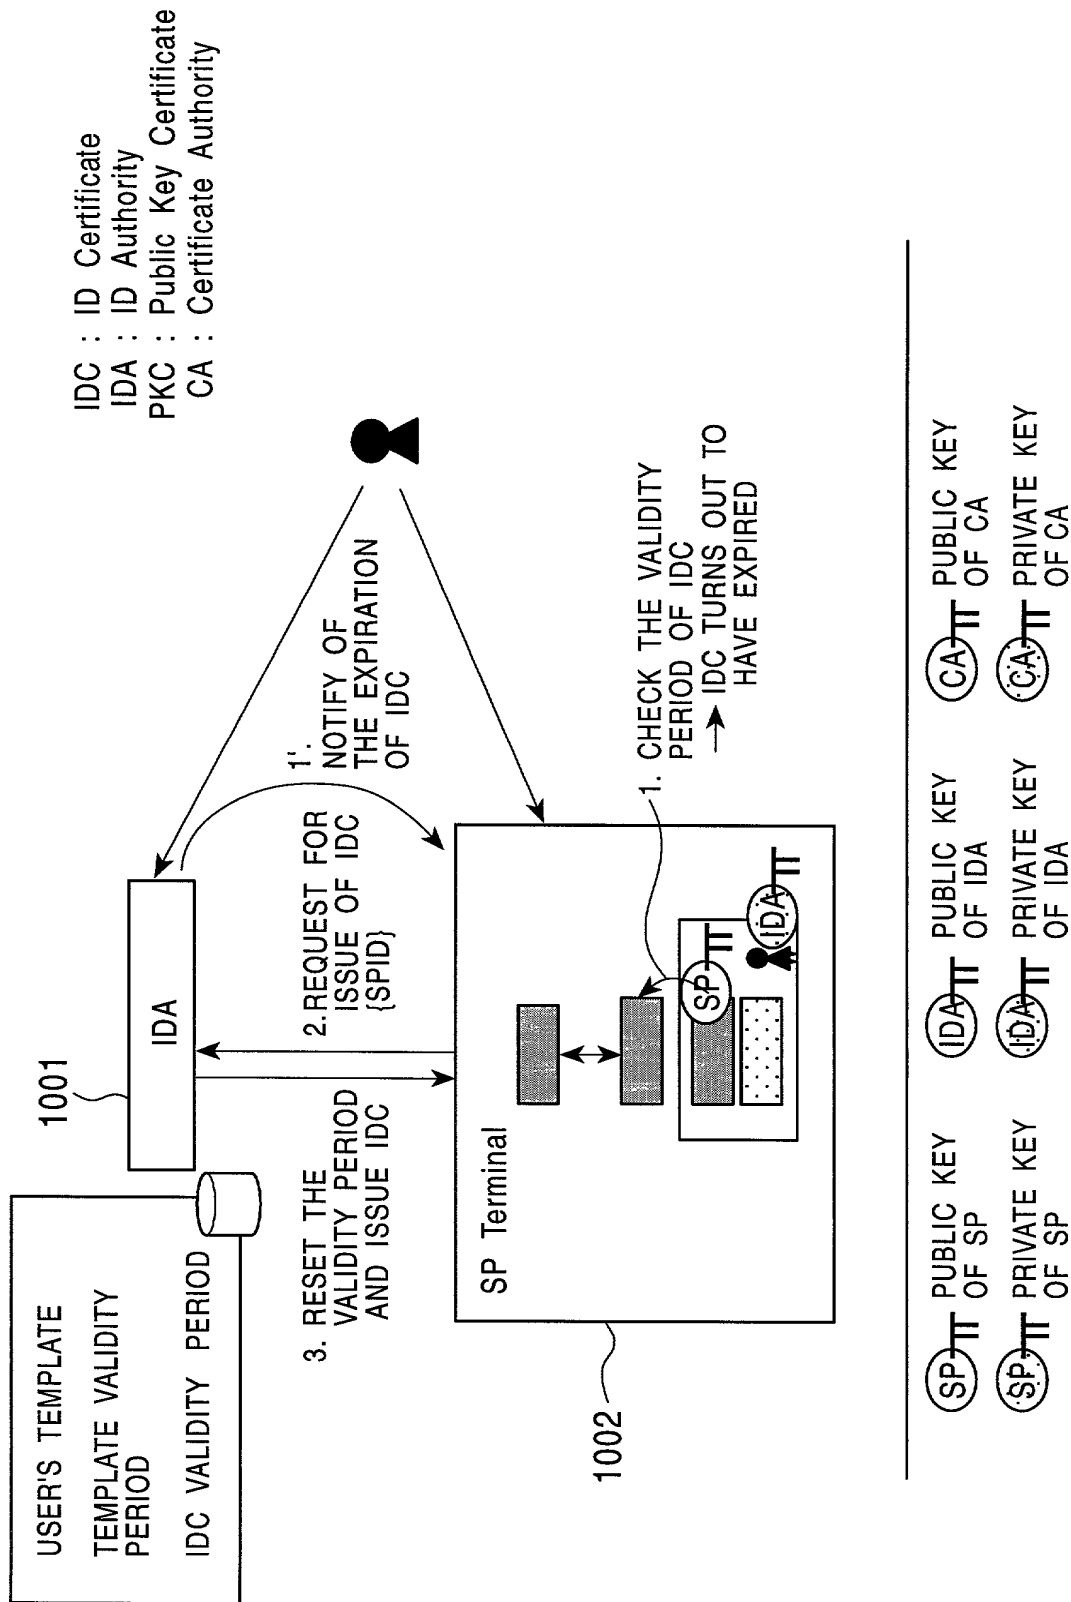 IDC : ID Certificate
IDA : ID Authority
PKC : Public Key Certificate
CA : Certificate Authority
USER'S TEMPLATE
TEMPLATE VALIDITY
PERIOD
IDC VALIDITY PERIOD
1001
IDA
1'.
NOTIFY OF
THE EXPIRATION
OF IDC
2.REQUEST FOR
ISSUE OF IDC
{SPID}
3. RESET THE
VALIDITY PERIOD
AND ISSUE IDC
SP Terminal
1002
SP
IDA
1. CHECK THE VALIDITY
PERIOD OF IDC
IDC TURNS OUT TO
HAVE EXPIRED
SP PUBLIC KEY
OF SP
IDA PUBLIC KEY
OF IDA
CA PUBLIC KEY
OF CA
SP PRIVATE KEY
OF SP
IDA PRIVATE KEY
OF IDA
CA PRIVATE KEY
OF CA